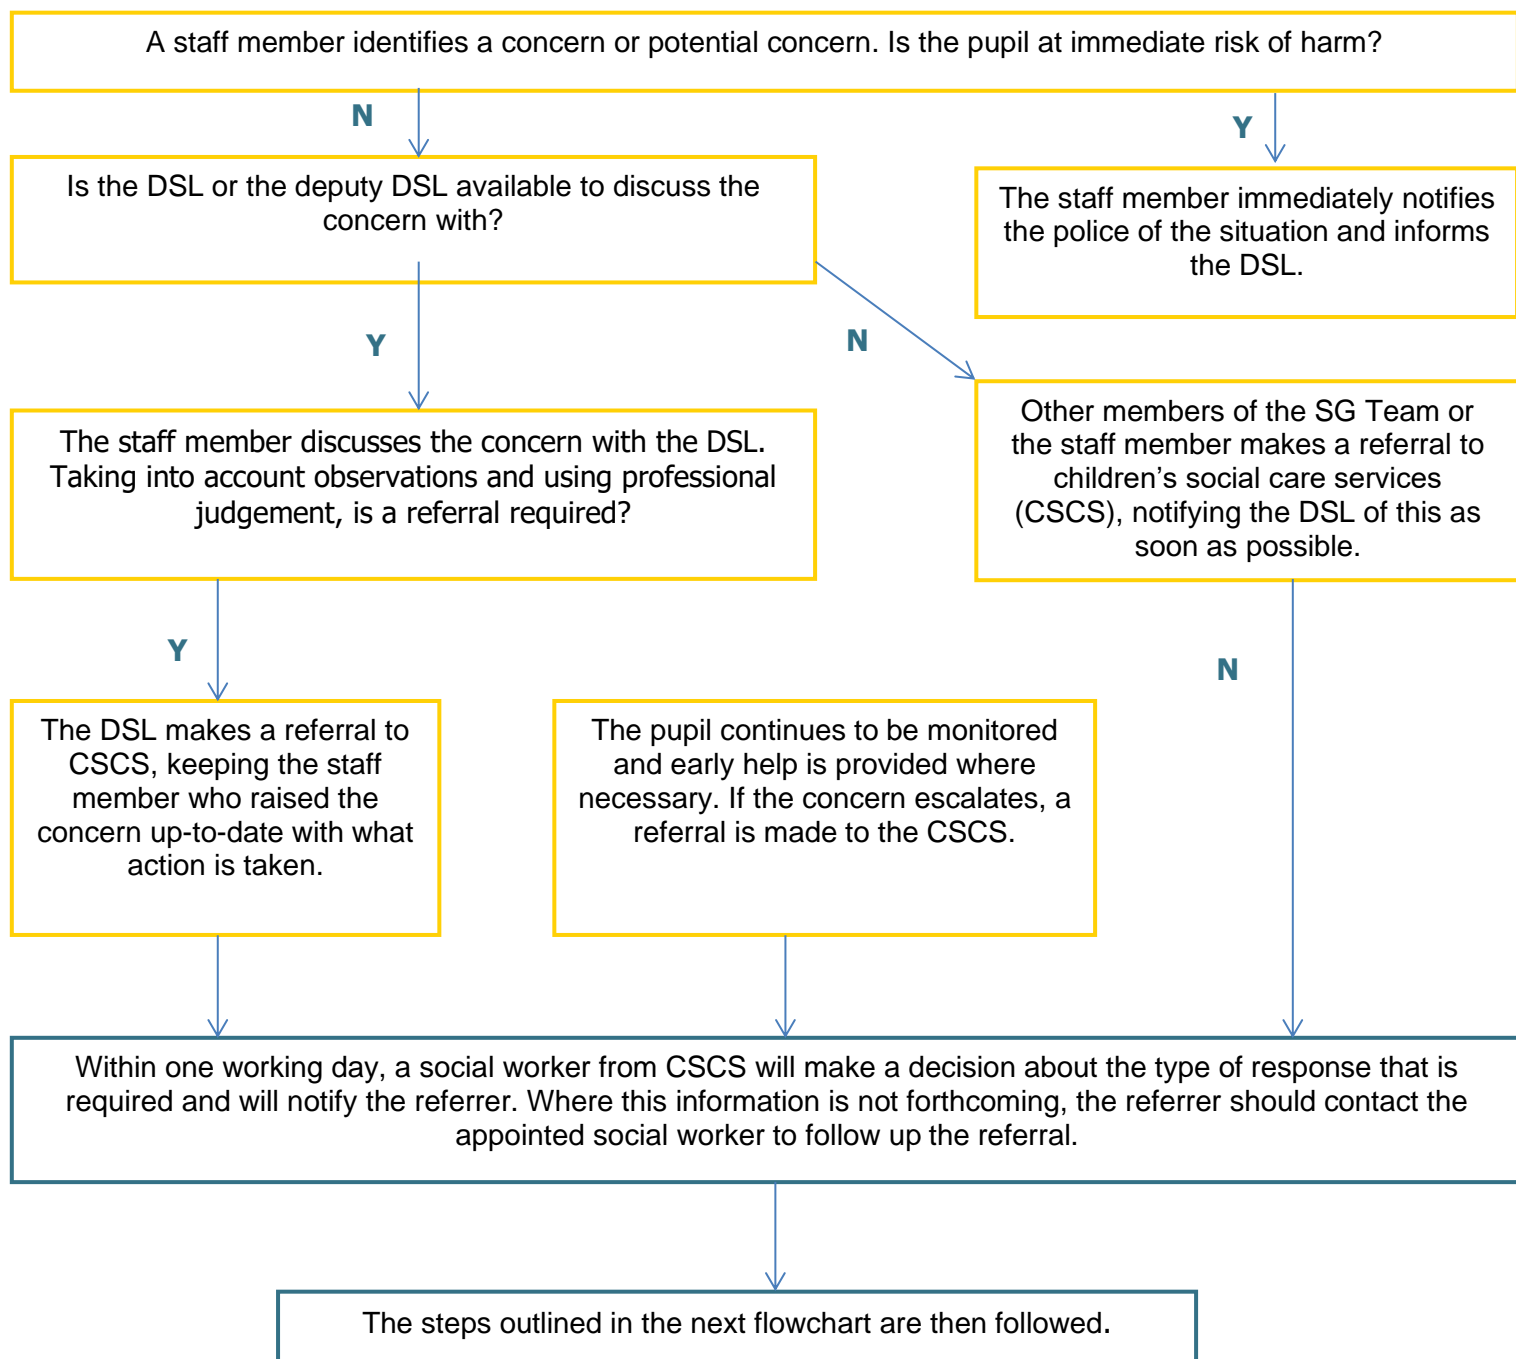 A staff member identifies a concern or potential concern. Is the pupil at immediate risk of harm?
N
Y
Is the DSL or the deputy DSL available to discuss the
concern with?
The staff member immediately notifies
the police of the situation and informs
the DSL.
Y
N
The staff member discusses the concern with the DSL.
Taking into account observations and using professional
judgement, is a referral required?
Other members of the SG Team or
the staff member makes a referral to
children’s social care services
(CSCS), notifying the DSL of this as
soon as possible.
Y
N
The DSL makes a referral to
CSCS, keeping the staff
member who raised the
concern up-to-date with what
action is taken.
The pupil continues to be monitored
and early help is provided where
necessary. If the concern escalates, a
referral is made to the CSCS.
Within one working day, a social worker from CSCS will make a decision about the type of response that is
required and will notify the referrer. Where this information is not forthcoming, the referrer should contact the
appointed social worker to follow up the referral.
The steps outlined in the next flowchart are then followed.